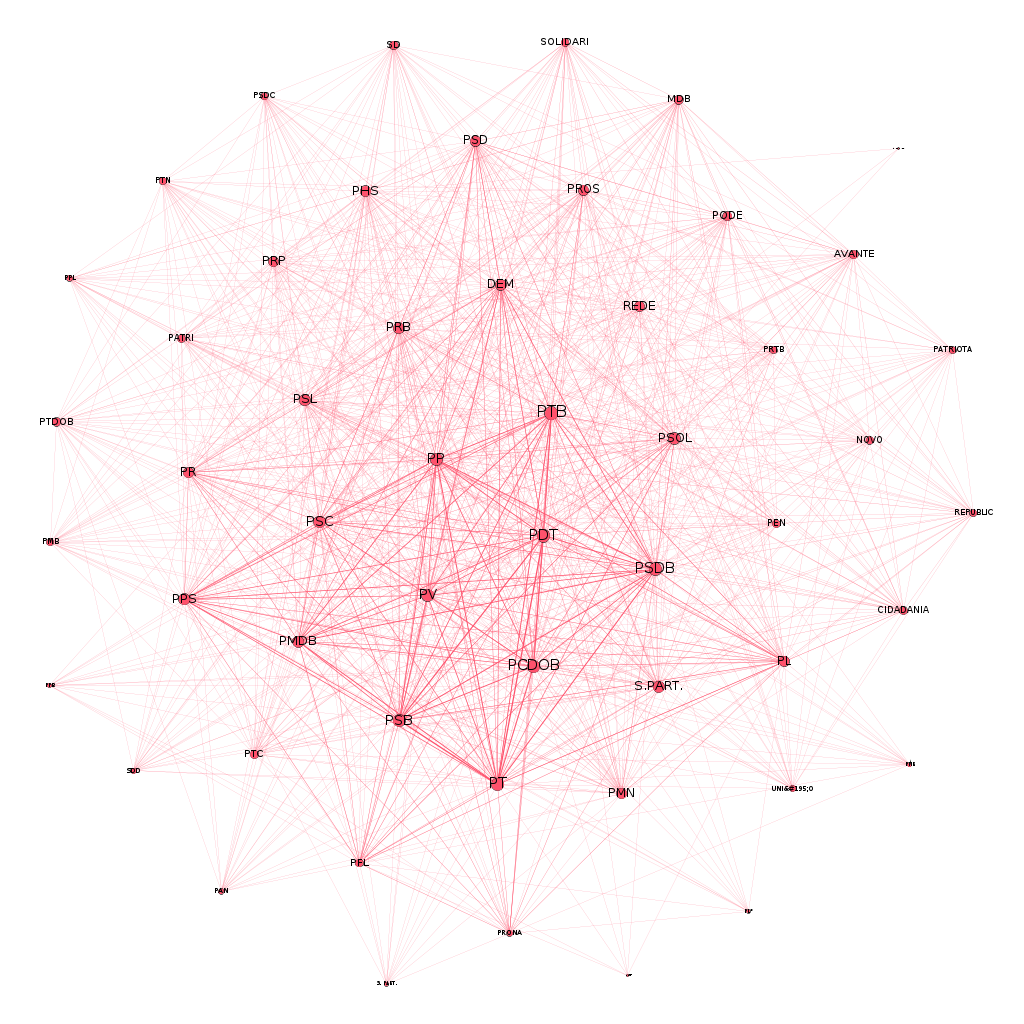 SOLIDARI
SD
PSDC
MDB
PSD
PTN
PHS
PROS
PODE
AVANTE
PRP
PPL
DEM
REDE
PRB
PATRI
PRTB
PATRIOTA
PSL
PTB
PTDOB
PSOL
NOVO
PP
PR
REPUBLIC
PSC
PEN
PDT
PMB
PSDB
PV
PPS
CIDADANIA
PMDB
PL
PCDOB
S.PART.
PSB
PTC
SDD
PT
UNI&#195;O
PMN
PFL
PAN
PRONA